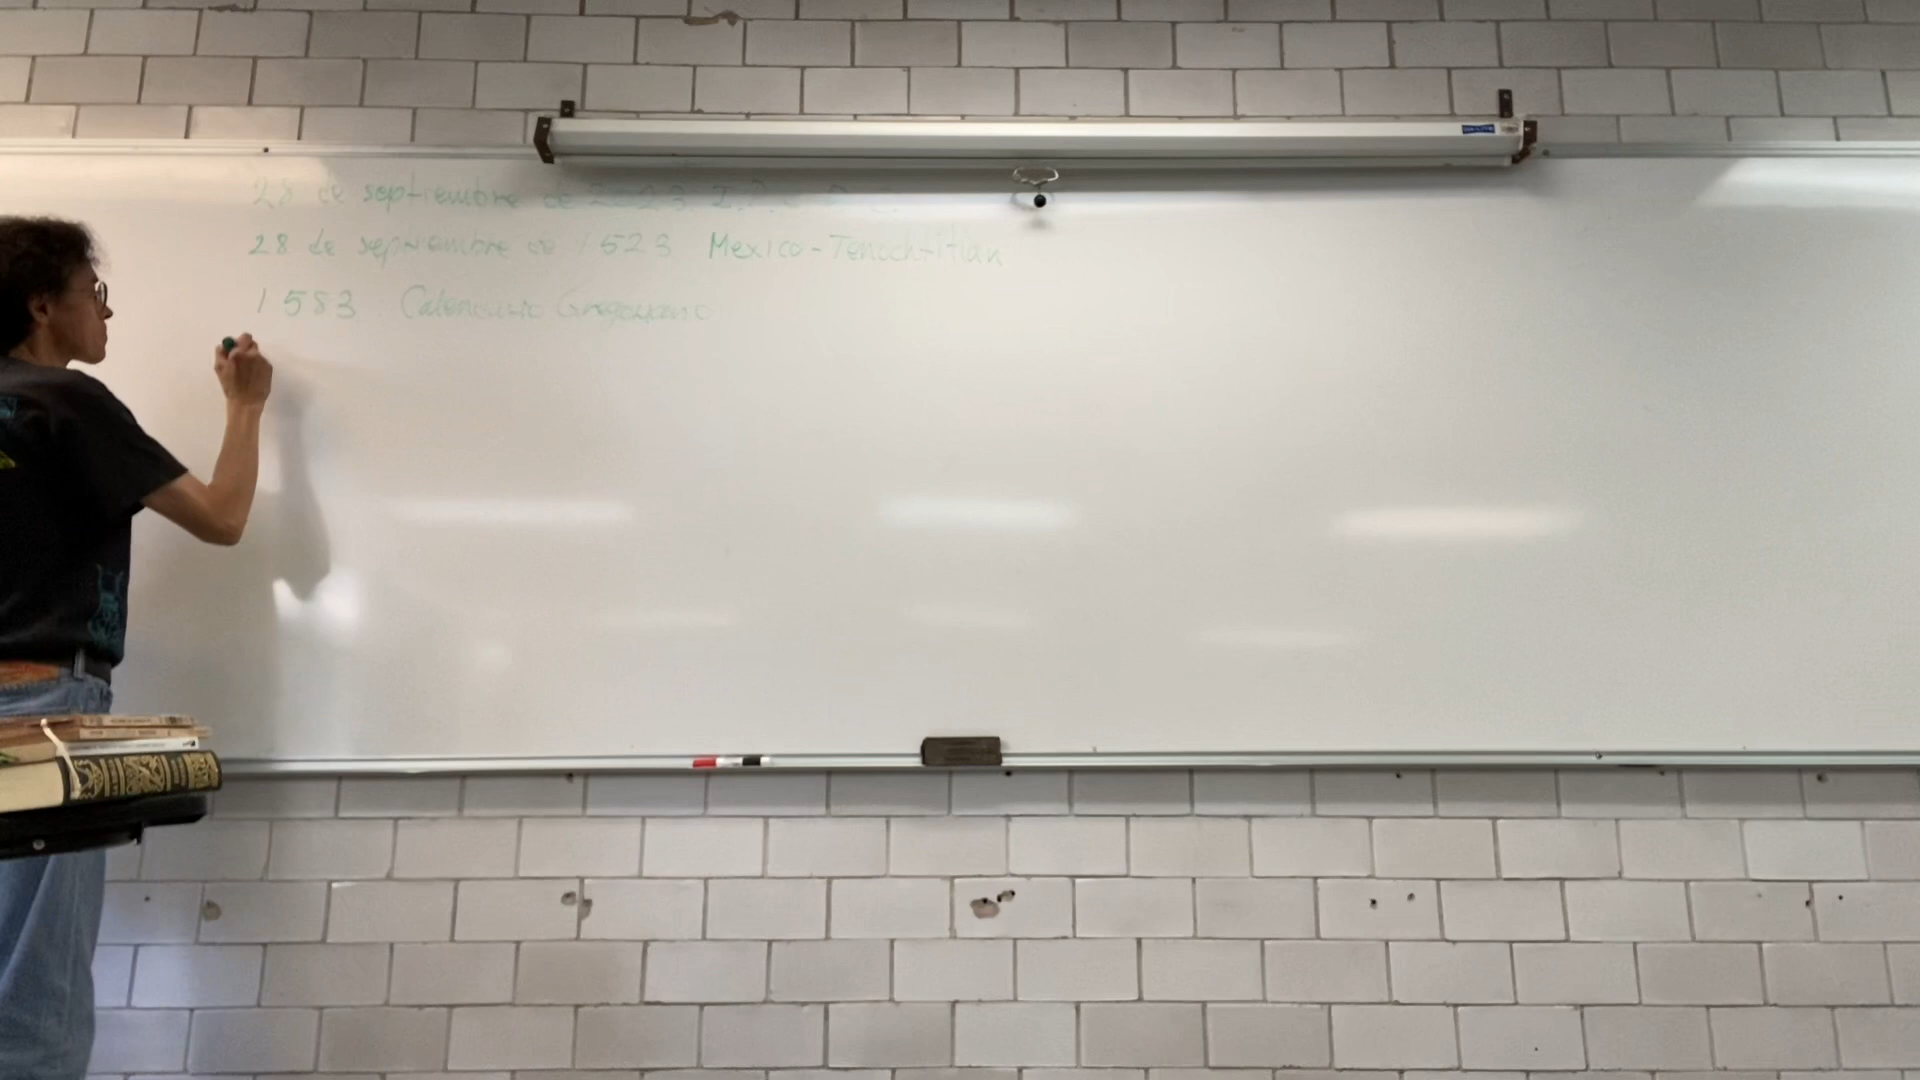 28 de septiembre de 2023
28 de septiembre de 1523 Mexico-Tenochtitlan
1583 Calendario Gregoriano